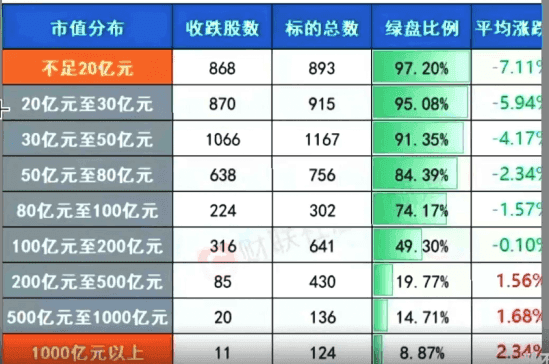 市值分布 收跌股数 标的总数 绿盘比例 平均涨跌
不足20亿元 868 893 97.20% -7.11%
20亿元至30亿元 870 915 95.08% -5.94%
30亿元至50亿元 1066 1167 91.35% -4.17%
50亿元至80亿元 638 756 84.39% -2.34%
80亿元至100亿元 224 302 74.17% -1.57%
100亿元至200亿元 316 641 49.30% -0.10%
200亿元至500亿元 85 430 19.77% 1.56%
500亿元至1000亿元 20 136 14.71% 1.68%
1000亿元以上 11 124 8.87% 2.34%